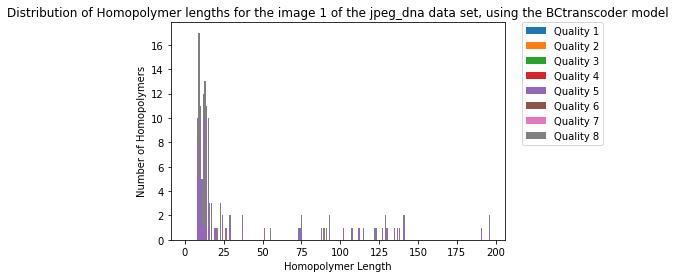 Distribution of Homopolymer lengths for the image 1 of the jpeg_dna data set, using the BCtranscoder model
Quality 1
Quality 2
Quality 3
Quality 4
Quality 5
Quality 6
Quality 7
Quality 8
Number of Homopolymers
16
14
12
10
8
6
4
2
0
0 25 50 75 100 125 150 175 200
Homopolymer Length